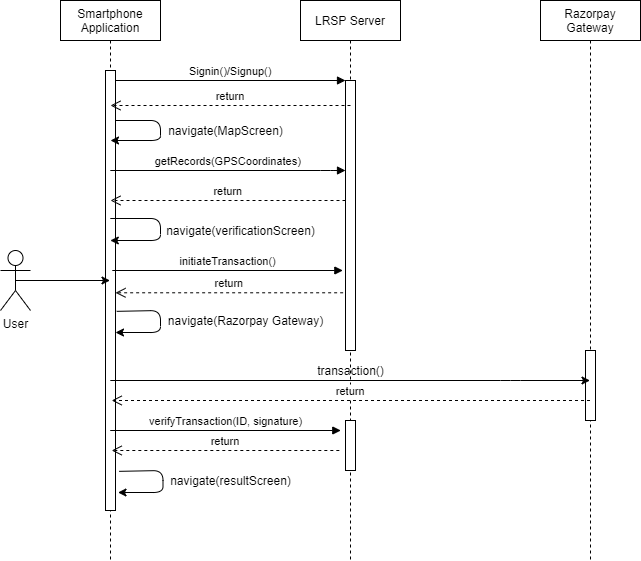 Smartphone
Application
LRSP Server
Razorpay
Gateway
Signin()/Signup()
return
navigate(MapScreen)
getRecords(GPSCoordinates)
return
navigate(verificationScreen)
initiateTransaction()
return
User
navigate(Razorpay Gateway)
transaction()
return
verifyTransaction(ID, signature)
return
navigate(resultScreen)